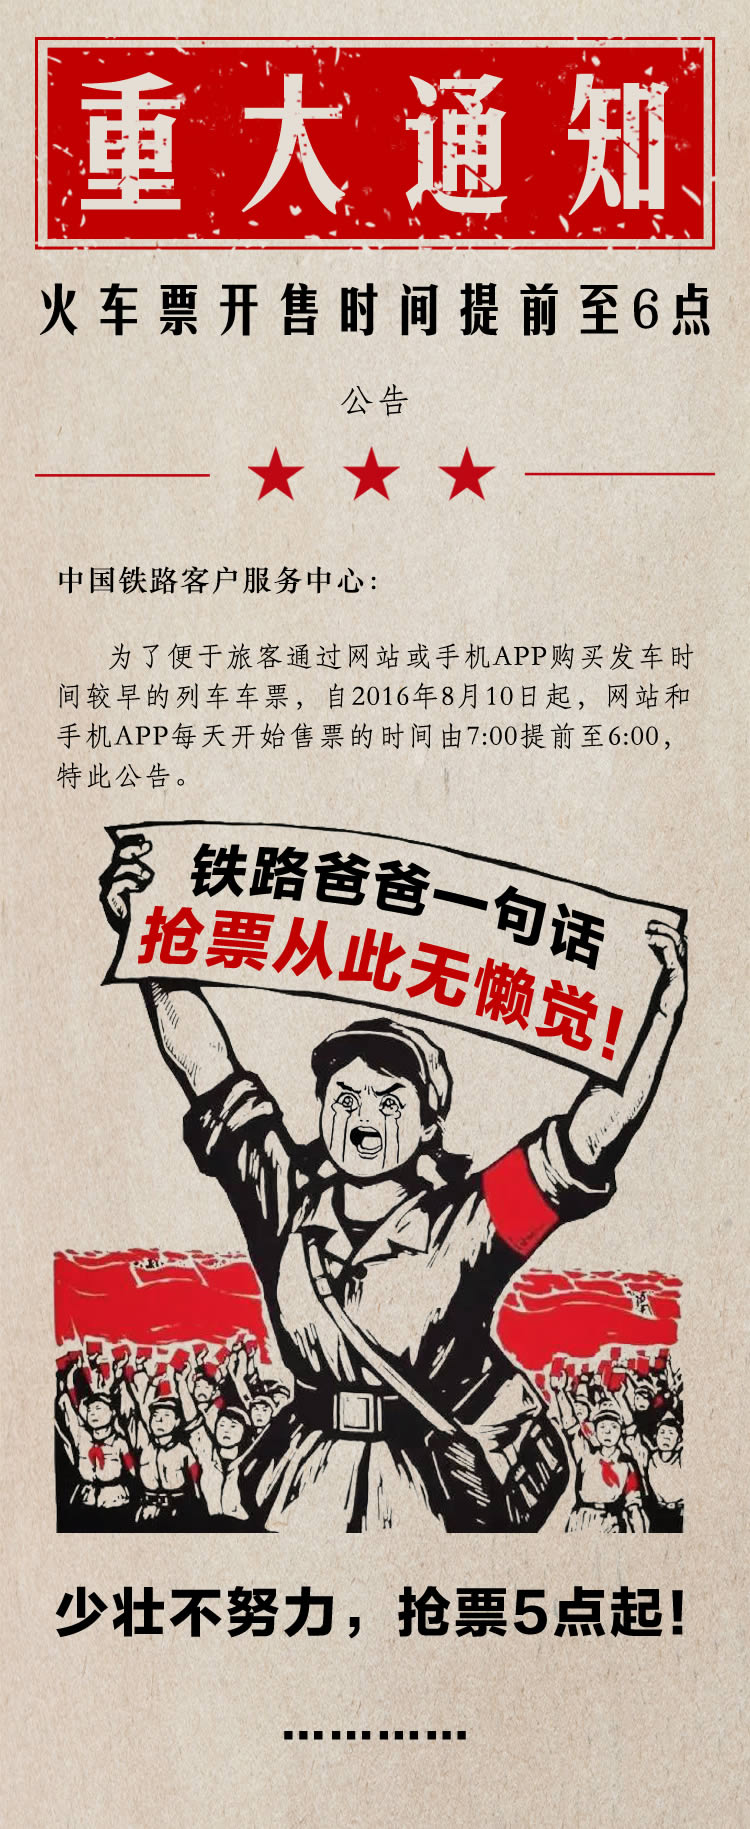 重大通知
火车票开售时间提前至6点
公告
中国铁路客户服务中心：
为了便于旅客通过网站或手机APP购买发车时
间较早的列车车票，自2016年8月10日起，网站和
手机APP每天开始售票的时间由7:00提前至6:00，
特此公告。
铁路爸爸一句话
抢票从此无懒觉！
少壮不努力，抢票5点起！
…………